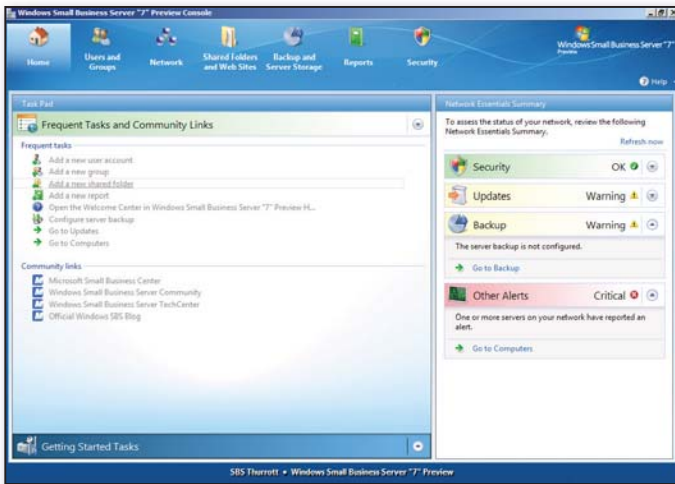 Windows Small Business Server "7" Preview Console
Home
Users and
Groups
Network
Shared Folders
and Web Sites
Backup and
Server Storage
Reports
Security
Windows Small Business Server "7"
Preview
Help
Task Pad
Frequent Tasks and Community Links
Frequent tasks
Add a new user account
Add a new group
Add a new shared folder
Add a new report
Open the Welcome Center in Windows Small Business Server "7" Preview H...
Configure server backup
Go to Updates
Go to Computers
Community links
Microsoft Small Business Center
Windows Small Business Server Community
Windows Small Business Server TechCenter
Official Windows SBS Blog
Getting Started Tasks
Network Essentials Summary
To assess the status of your network, review the following
Network Essentials Summary.
Refresh now
Security OK
Updates Warning
Backup Warning
The server backup is not configured.
Go to Backup
Other Alerts Critical
One or more servers on your network have reported an
alert.
Go to Computers
SBS Thurrott • Windows Small Business Server "7" Preview